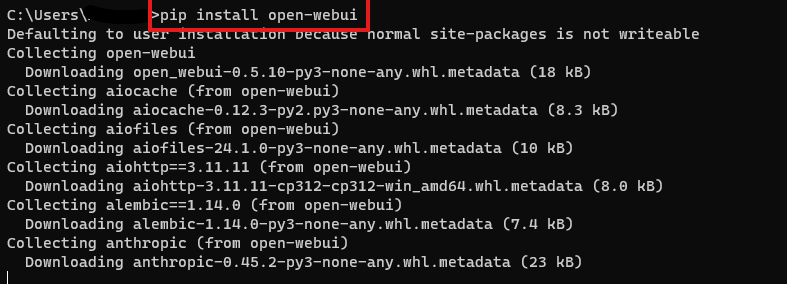 C:\Users\ >pip install open-webui
Defaulting to user installation because normal site-packages is not writeable
Collecting open-webui
  Downloading open_webui-0.5.10-py3-none-any.whl.metadata (18 kB)
Collecting aiocache (from open-webui)
  Downloading aiocache-0.12.3-py2.py3-none-any.whl.metadata (8.3 kB)
Collecting aiofiles (from open-webui)
  Downloading aiofiles-24.1.0-py3-none-any.whl.metadata (10 kB)
Collecting aiohttp==3.11.11 (from open-webui)
  Downloading aiohttp-3.11.11-cp312-cp312-win_amd64.whl.metadata (8.0 kB)
Collecting alembic==1.14.0 (from open-webui)
  Downloading alembic-1.14.0-py3-none-any.whl.metadata (7.4 kB)
Collecting anthropic (from open-webui)
  Downloading anthropic-0.45.2-py3-none-any.whl.metadata (23 kB)